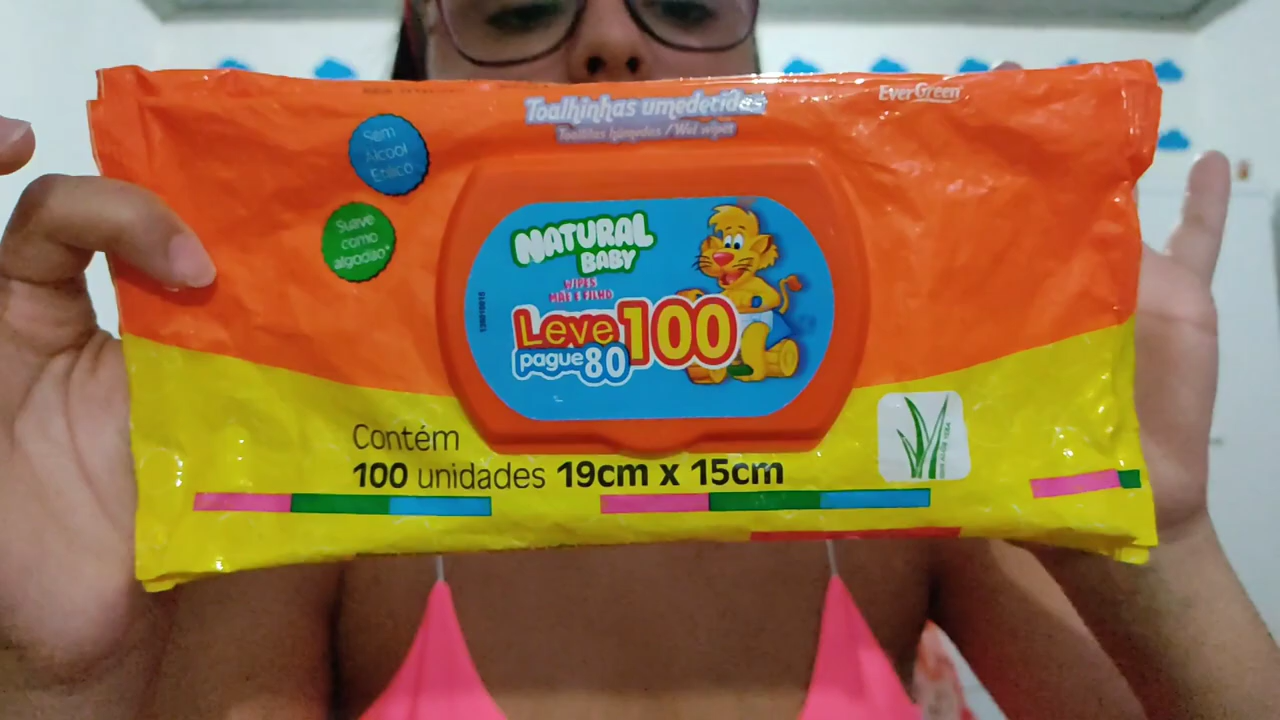 Toalhinhas umedecidas
Toallitas húmedas / Wet wipes
EverGreen
Sem
Álcool
Etílico
Suave
como
algodão*
NATURAL
BABY
WIPES
MÃE E FILHO
Leve 100
pague 80
Contém
100 unidades 19cm x 15cm